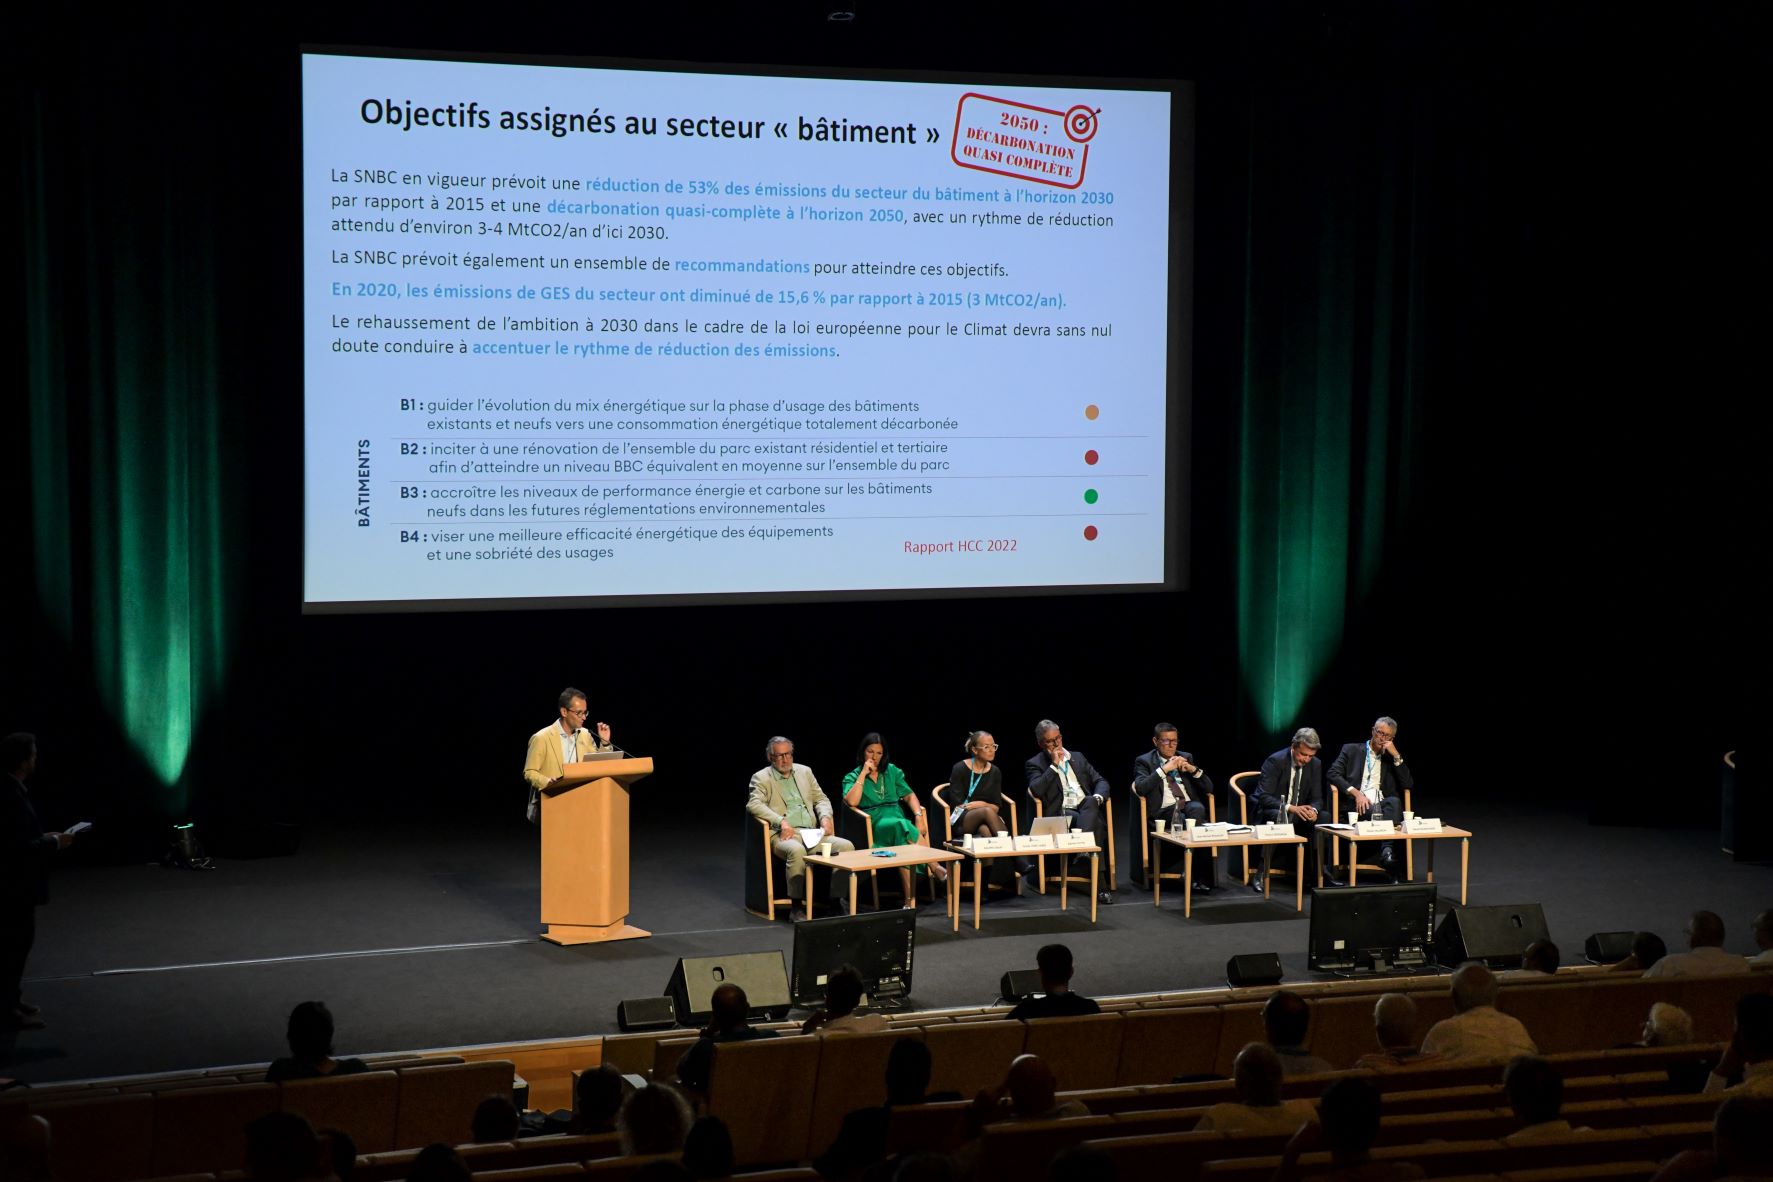 Objectifs assignés au secteur « bâtiment »
2050 :
DÉCARBONATION
QUASI COMPLÈTE
La SNBC en vigueur prévoit une réduction de 53% des émissions du secteur du bâtiment à l'horizon 2030
par rapport à 2015 et une décarbonation quasi-complète à l'horizon 2050, avec un rythme de réduction
attendu d'environ 3-4 MtCO2/an d'ici 2030.
La SNBC prévoit également un ensemble de recommandations pour atteindre ces objectifs.
En 2020, les émissions de GES du secteur ont diminué de 15,6 % par rapport à 2015 (3 MtCO2/an).
Le rehaussement de l'ambition à 2030 dans le cadre de la loi européenne pour le Climat devra sans nul
doute conduire à accentuer le rythme de réduction des émissions.
BÂTIMENTS
B1 : guider l'évolution du mix énergétique sur la phase d'usage des bâtiments
existants et neufs vers une consommation énergétique totalement décarbonée
B2 : inciter à une rénovation de l'ensemble du parc existant résidentiel et tertiaire
afin d'atteindre un niveau BBC équivalent en moyenne sur l'ensemble du parc
B3 : accroître les niveaux de performance énergie et carbone sur les bâtiments
neufs dans les futures réglementations environnementales
B4 : viser une meilleure efficacité énergétique des équipements
et une sobriété des usages
Rapport HCC 2022